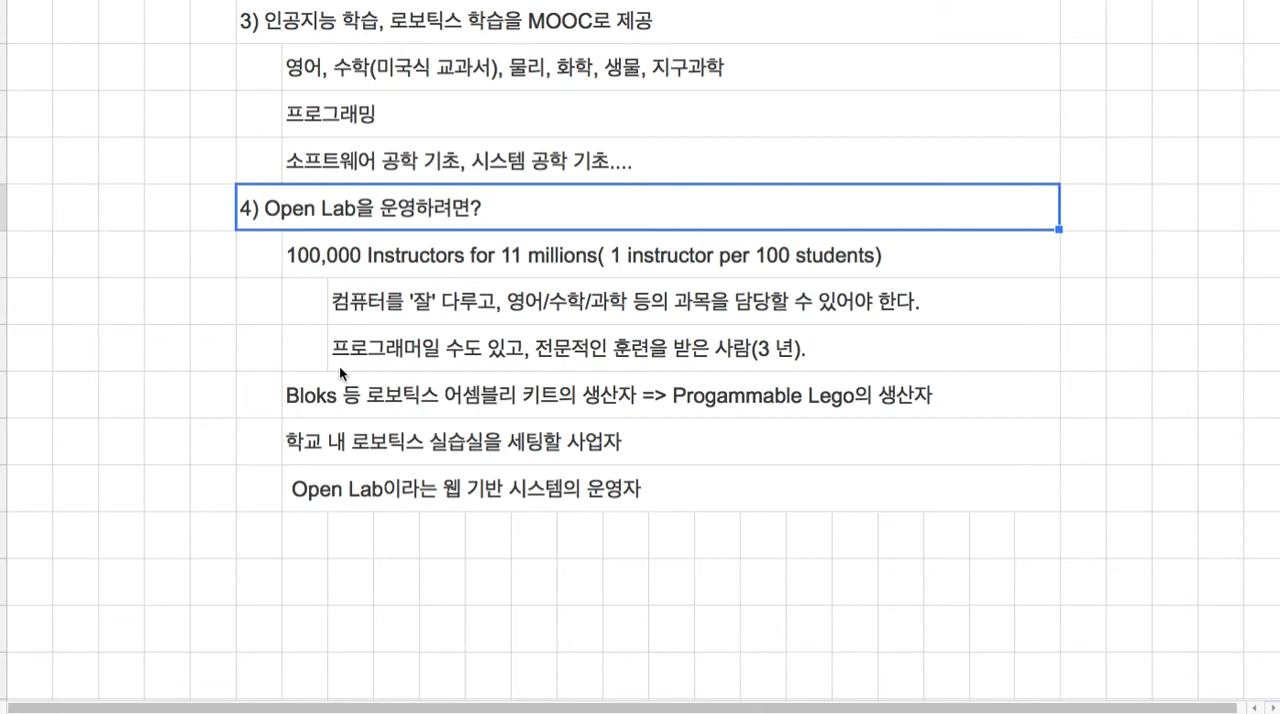 3) 인공지능 학습, 로보틱스 학습을 MOOC로 제공
영어, 수학(미국식 교과서), 물리, 화학, 생물, 지구과학
프로그래밍
소프트웨어 공학 기초, 시스템 공학 기초....
4) Open Lab을 운영하려면?
100,000 Instructors for 11 millions( 1 instructor per 100 students)
컴퓨터를 '잘' 다루고, 영어/수학/과학 등의 과목을 담당할 수 있어야 한다.
프로그래머일 수도 있고, 전문적인 훈련을 받은 사람(3 년).
Bloks 등 로보틱스 어셈블리 키트의 생산자 => Progammable Lego의 생산자
학교 내 로보틱스 실습실을 세팅할 사업자
Open Lab이라는 웹 기반 시스템의 운영자